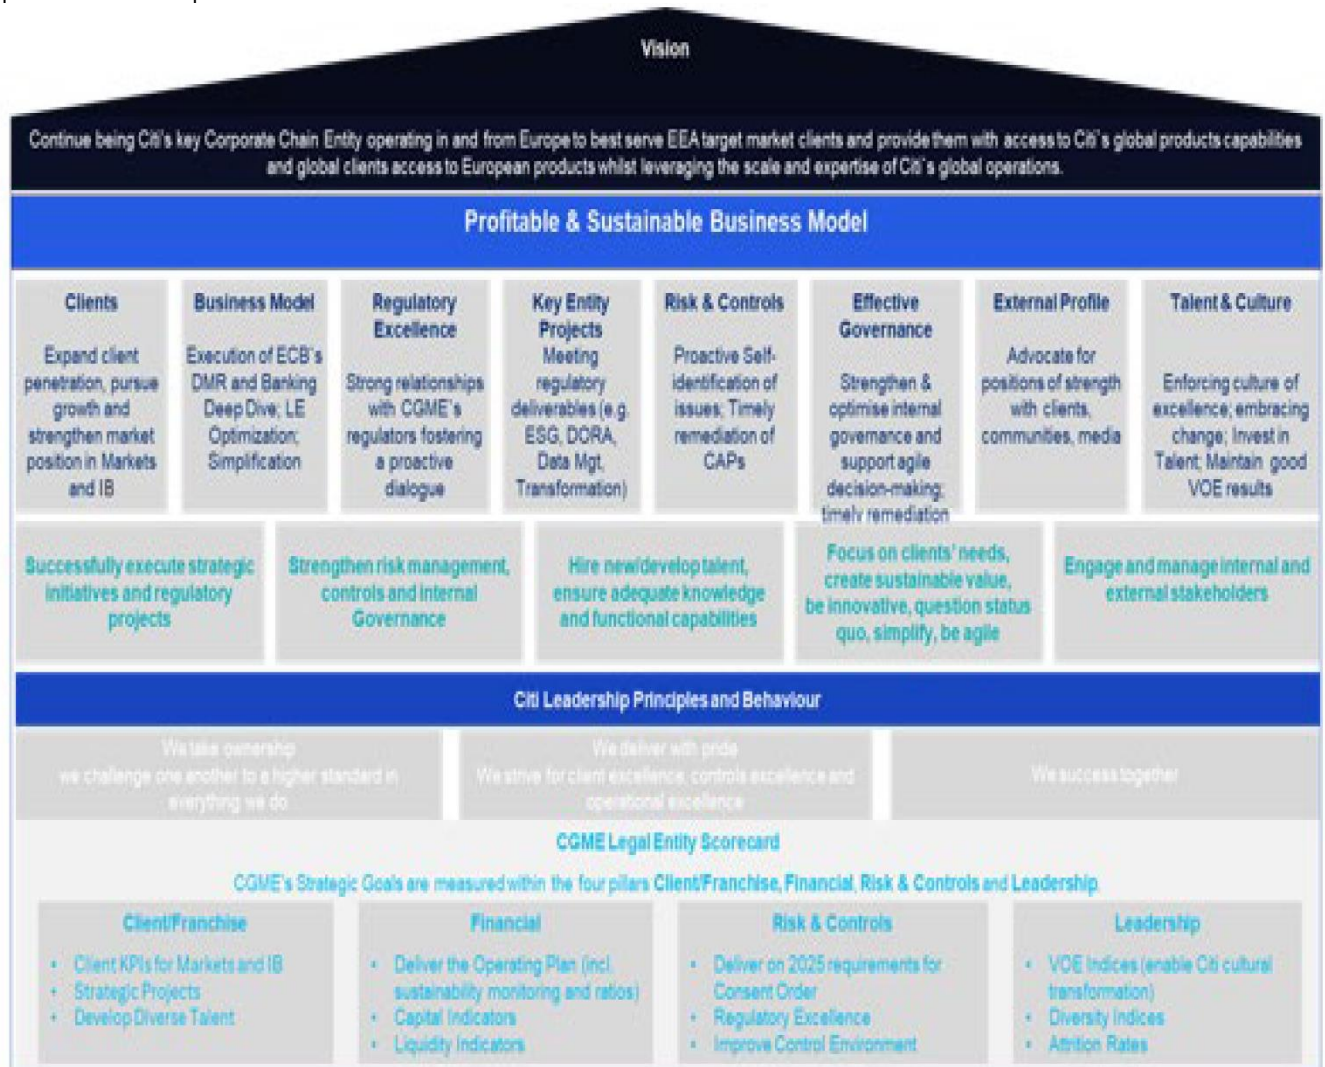 Vision
Continue being Citi's key Corporate Chain Entity operating in and from Europe to best serve EEA target market clients and provide them with access to Citi`s global products capabilities
and global clients access to European products whilst leveraging the scale and expertise of Citi`s global operations.
Profitable & Sustainable Business Model
Clients
Expand client
penetration, pursue
growth and
strengthen market
position in Markets
and IB
Business Model
Execution of ECB`s
DMR and Banking
Deep Dive; LE
Optimization;
Simplification
Regulatory
Excellence
Strong relationships
with CGME`s
regulators fostering
a proactive
dialogue
Key Entity
Projects
Meeting
regulatory
deliverables (e.g.
ESG, DORA,
Data Mgt,
Transformation)
Risk & Controls
Proactive Self-
identification of
issues; Timely
remediation of
CAPs
Effective
Governance
Strengthen &
optimise internal
governance and
support agile
decision-making;
timely remediation
External Profile
Advocate for
positions of strength
with clients,
communities, media
Talent & Culture
Enforcing culture of
excellence; embracing
change; Invest in
Talent; Maintain good
VOE results
Successfully execute strategic
initiatives and regulatory
projects
Strengthen risk management,
controls and Internal
Governance
Hire new/develop talent,
ensure adequate knowledge
and functional capabilities
Focus on clients' needs,
create sustainable value,
be innovative, question status
quo, simplify, be agile
Engage and manage internal and
external stakeholders
Citi Leadership Principles and Behaviour
We take ownership
we challenge one another to a higher standard in
everything we do
We deliver with pride
We strive for client excellence, controls excellence and
operational excellence
We success together
CGME Legal Entity Scorecard
CGME's Strategic Goals are measured within the four pillars Client/Franchise, Financial, Risk & Controls and Leadership
Client/Franchise
• Client KPIs for Markets and IB
• Strategic Projects
• Develop Diverse Talent
Financial
• Deliver the Operating Plan (incl.
sustainability monitoring and ratios)
• Capital Indicators
• Liquidity Indicators
Risk & Controls
• Deliver on 2025 requirements for
Consent Order
• Regulatory Excellence
• Improve Control Environment
Leadership
• VOE Indices (enable Citi cultural
transformation)
• Diversity Indices
• Attrition Rates